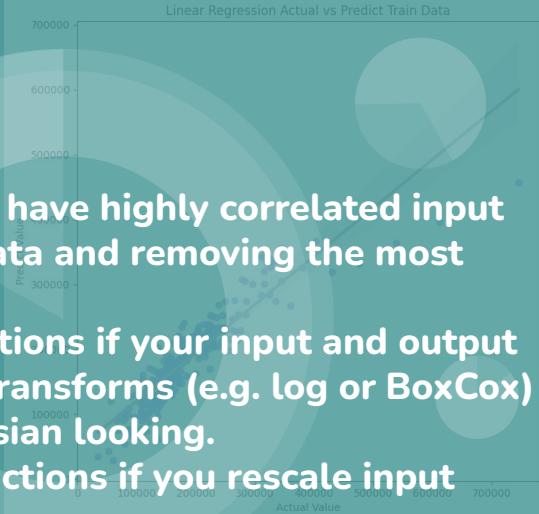 Linear Regression Actual vs Predict Train Data
700000
600000
500000
have highly correlated input
ata and removing the most
300000
tions if your input and output
ransforms (e.g. log or BoxCox)
100000
sian looking.
ctions if you rescale input
0 100000 200000 300000 400000 500000 600000 700000
Actual Value